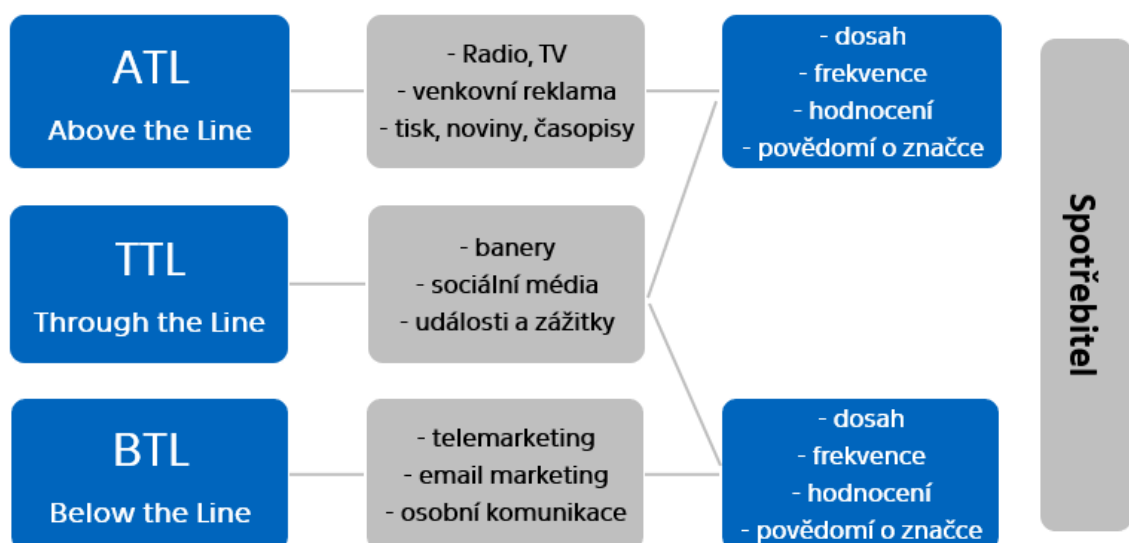 ATL
Above the Line
- Radio, TV
- venkovní reklama
- tisk, noviny, časopisy
- dosah
- frekvence
- hodnocení
- povědomí o značce
TTL
Through the Line
- banery
- sociální média
- události a zážitky
BTL
Below the Line
- telemarketing
- email marketing
- osobní komunikace
- dosah
- frekvence
- hodnocení
- povědomí o značce
Spotřebitel